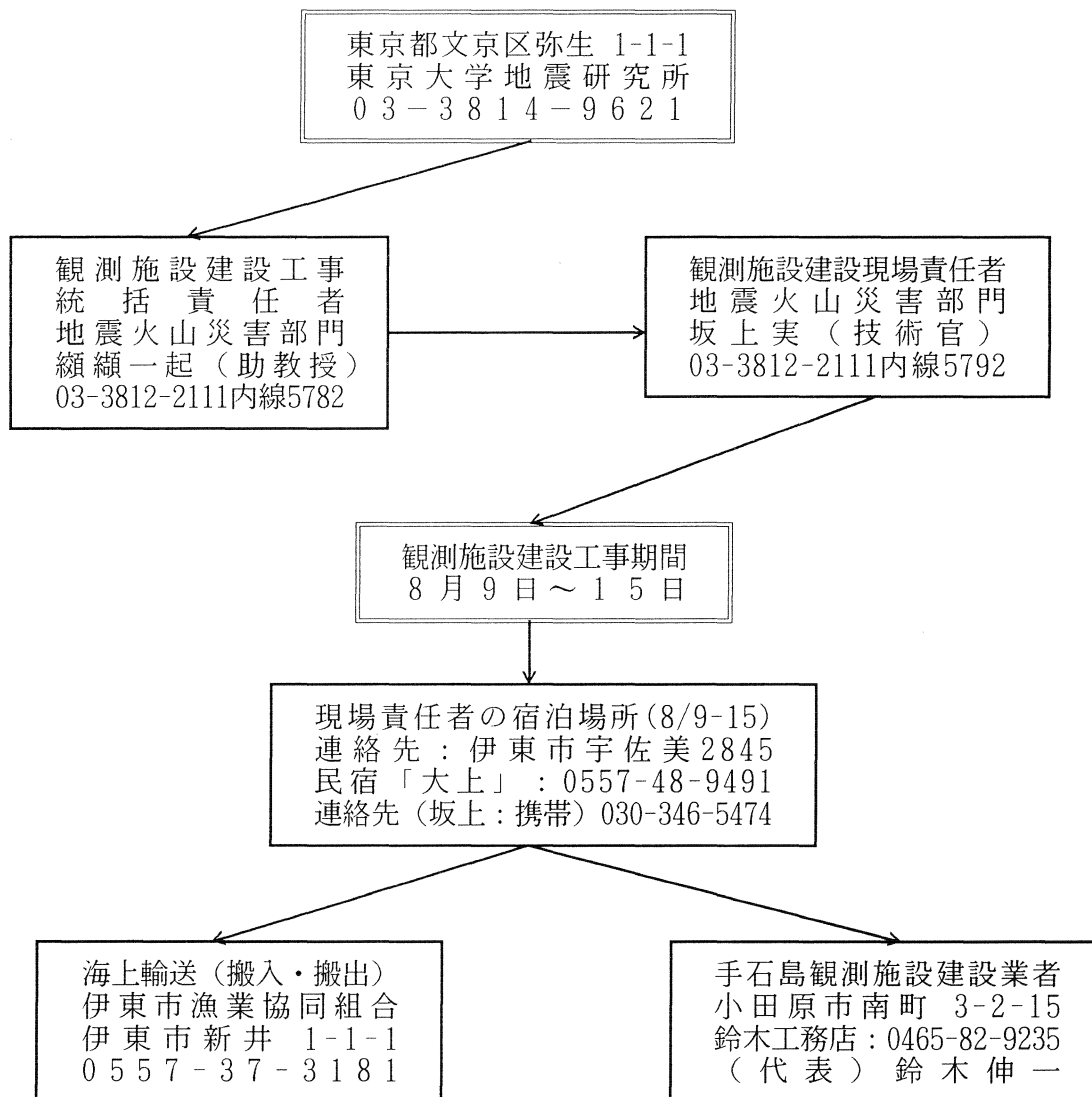 東京都文京区弥生 1-1-1
東京大学地震研究所
03-3814-9621
観測施設建設工事
統括責任者
地震火山災害部門
纐纈一起（助教授）
03-3812-2111内線5782
観測施設建設現場責任者
地震火山災害部門
坂上実（技術官）
03-3812-2111内線5792
観測施設建設工事期間
8月9日～15日
現場責任者の宿泊場所(8/9-15)
連絡先：伊東市宇佐美2845
民宿「大上」：0557-48-9491
連絡先（坂上：携帯）030-346-5474
海上輸送（搬入・搬出）
伊東市漁業協同組合
伊東市新井 1-1-1
0557-37-3181
手石島観測施設建設業者
小田原市南町 3-2-15
鈴木工務店：0465-82-9235
（代表）鈴木伸一